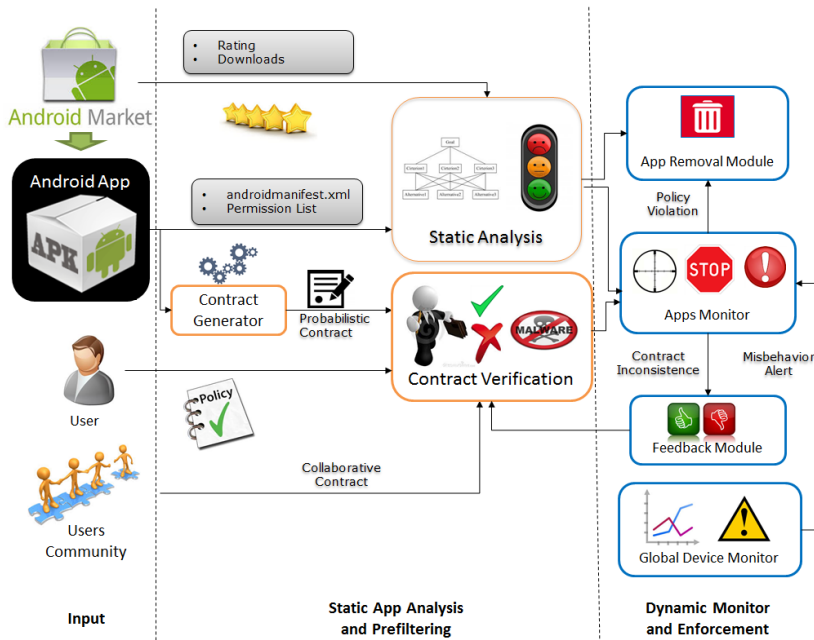 • Rating
• Downloads
Android Market
Android App
APK
• androidmanifest.xml
• Permission List
Goal
Static Analysis
App Removal Module
Policy
Violation
STOP
Apps Monitor
Contract
Generator
Probabilistic
Contract
MALWARE
Contract Verification
Contract
Inconsistence
Misbehavior
Alert
User
Policy
Feedback Module
Collaborative
Contract
Users
Community
Global Device Monitor
Input
Static App Analysis
and Prefiltering
Dynamic Monitor
and Enforcement